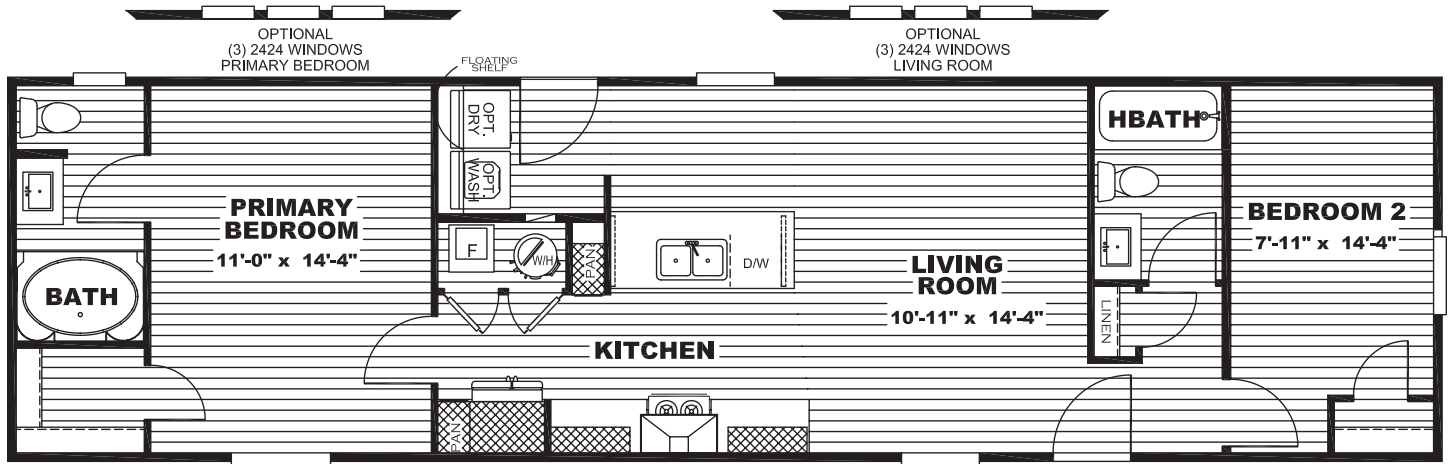 OPTIONAL
(3) 2424 WINDOWS
PRIMARY BEDROOM
OPTIONAL
(3) 2424 WINDOWS
LIVING ROOM
FLOATING
SHELF
OPT.
DRY
OPT.
WASH
HBATH
PRIMARY
BEDROOM
11'-0" x 14'-4"
BATH
F
W/H
PAN
D/W
LIVING
ROOM
10'-11" x 14'-4"
BEDROOM 2
7'-11" x 14'-4"
LINEN
KITCHEN
PAN